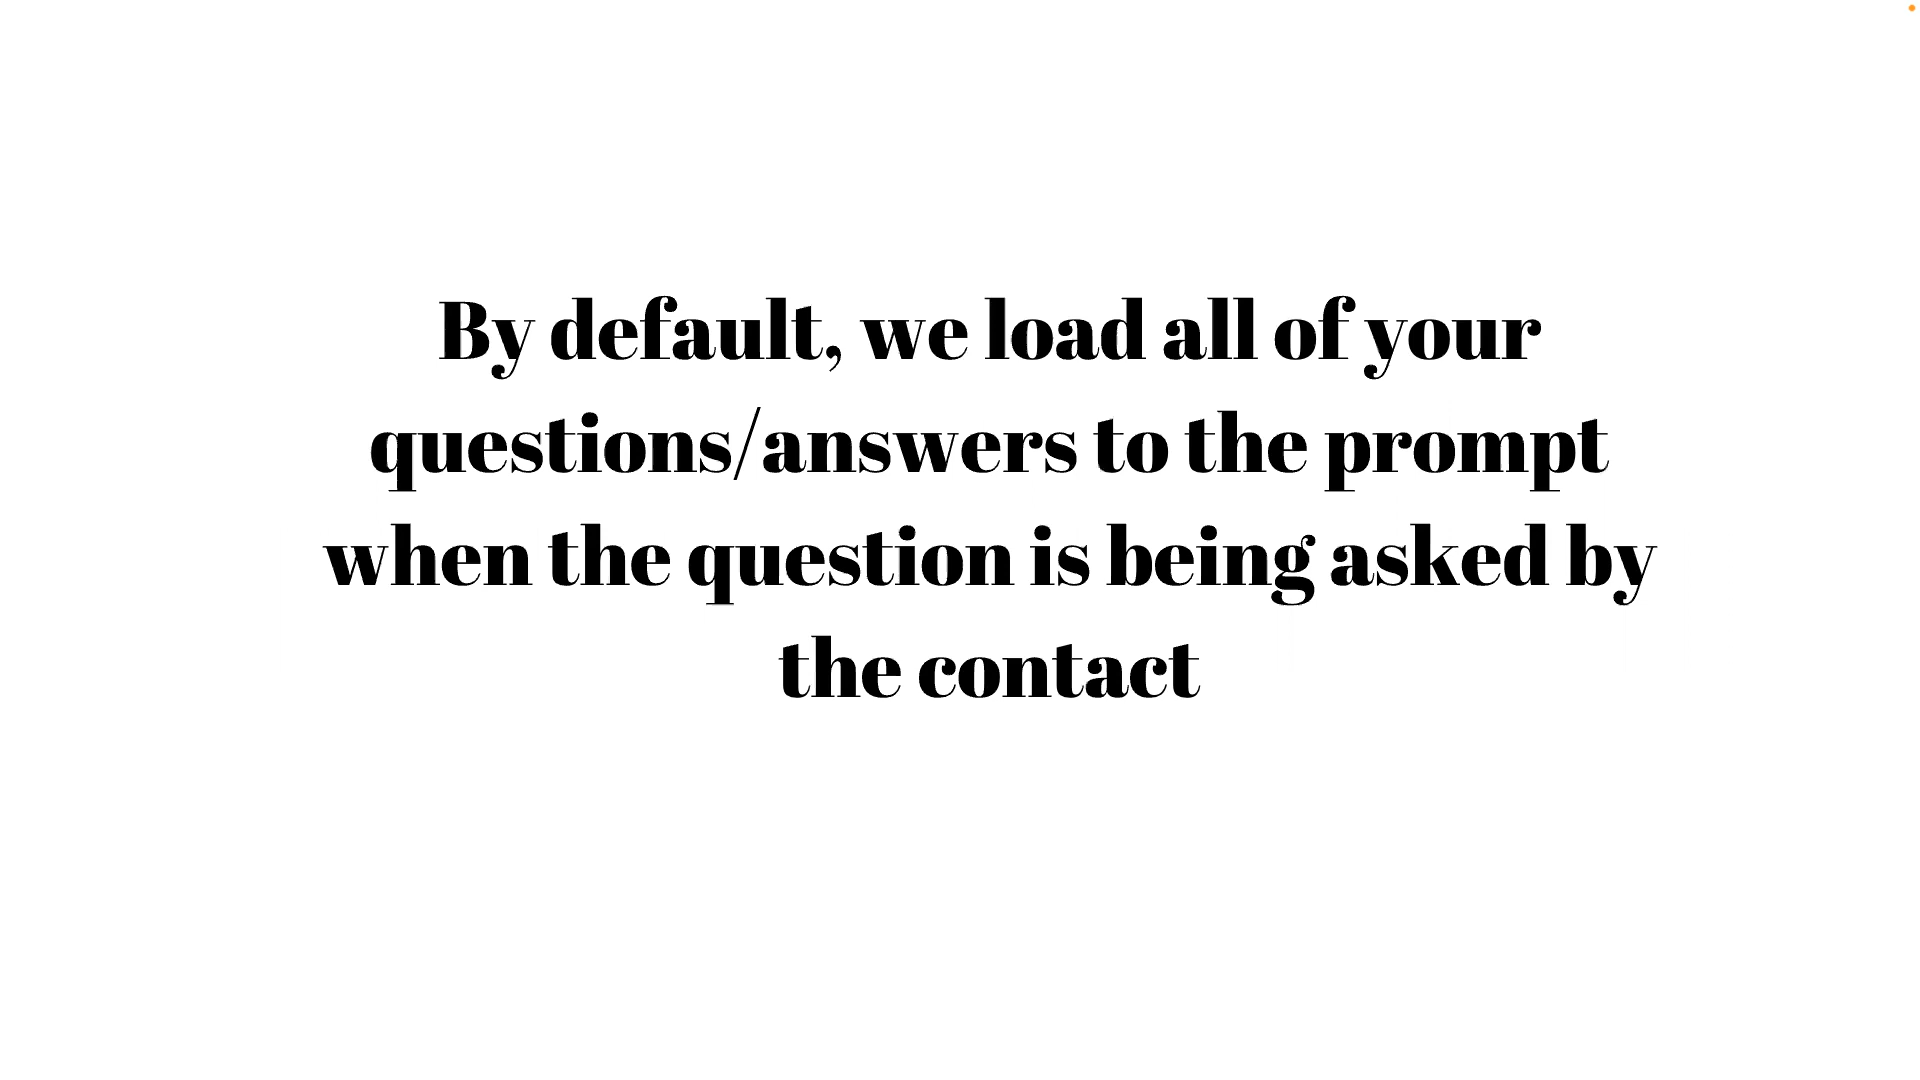 By default, we load all of your
questions/answers to the prompt
when the question is being asked by
the contact